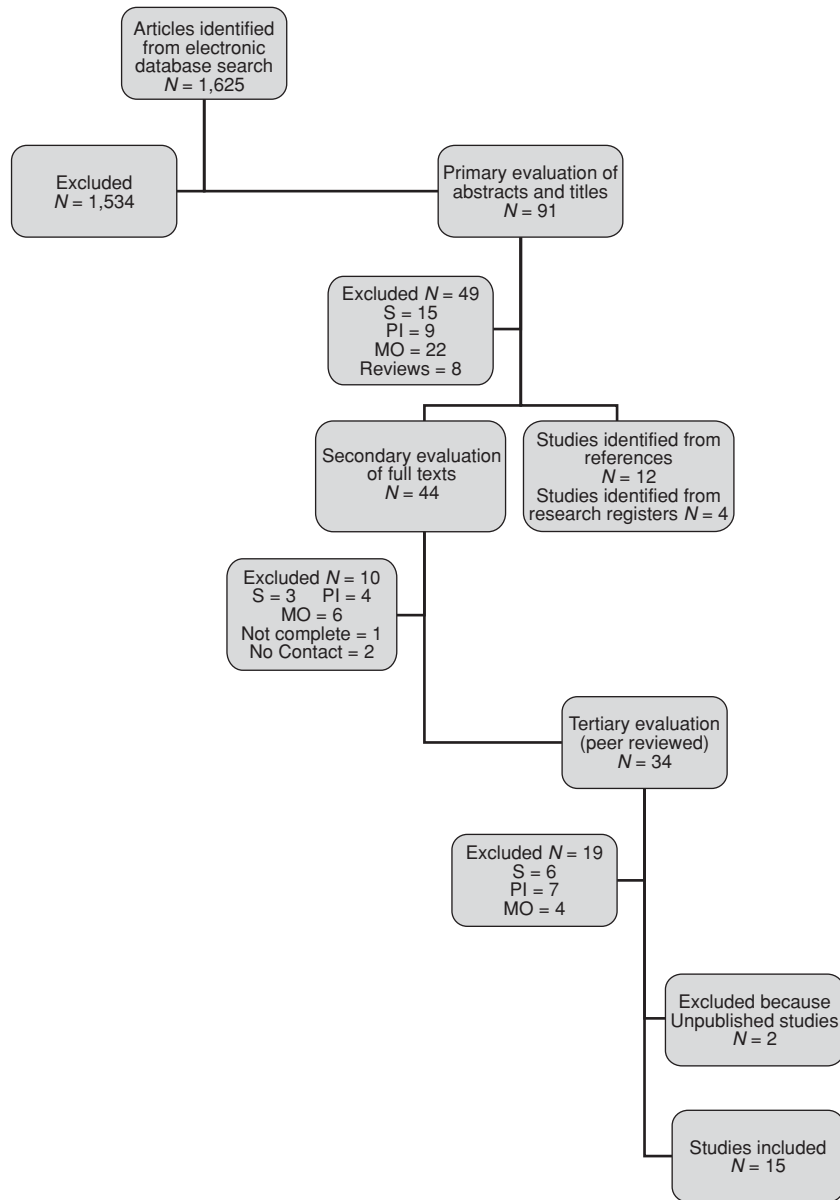 Articles identified
from electronic
database search
N = 1,625
Excluded
N = 1,534
Primary evaluation of
abstracts and titles
N = 91
Excluded N = 49
S = 15
PI = 9
MO = 22
Reviews = 8
Secondary evaluation
of full texts
N = 44
Studies identified from
references
N = 12
Studies identified from
research registers N = 4
Excluded N = 10
S = 3 PI = 4
MO = 6
Not complete = 1
No Contact = 2
Tertiary evaluation
(peer reviewed)
N = 34
Excluded N = 19
S = 6
PI = 7
MO = 4
Excluded because
Unpublished studies
N = 2
Studies included
N = 15